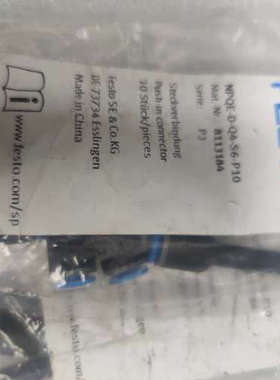 NPQE-D-Q4-S6-P10
Mat. Nr.: 8113184
Serie: P3
Steckverbindung
Push in connector
10 Stück/pieces
Festo SE & Co.KG
DE 73734 Esslingen
Made in China
www.festo.com/sp